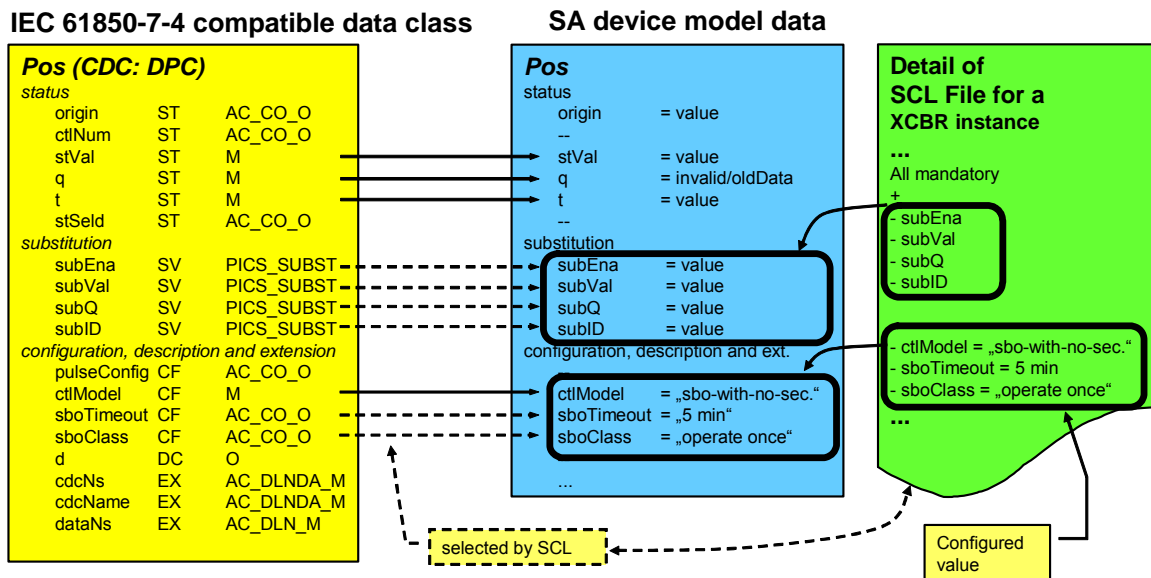 IEC 61850-7-4 compatible data class
SA device model data
Pos (CDC: DPC)
status
origin ST AC_CO_O
ctlNum ST AC_CO_O
stVal ST M
q ST M
t ST M
stSeld ST AC_CO_O
substitution
subEna SV PICS_SUBST
subVal SV PICS_SUBST
subQ SV PICS_SUBST
subID SV PICS_SUBST
configuration, description and extension
pulseConfig CF AC_CO_O
ctlModel CF M
sboTimeout CF AC_CO_O
sboClass CF AC_CO_O
d DC O
cdcNs EX AC_DLNDA_M
cdcName EX AC_DLNDA_M
dataNs EX AC_DLN_M
Pos
status
origin = value
--
stVal = value
q = invalid/oldData
t = value
--
substitution
subEna = value
subVal = value
subQ = value
subID = value
configuration, description and ext.
--
ctlModel = „sbo-with-no-sec.“
sboTimeout = „5 min“
sboClass = „operate once“
...
Detail of
SCL File for a
XCBR instance
...
All mandatory
+
- subEna
- subVal
- subQ
- subID
- ctlModel = „sbo-with-no-sec.“
- sboTimeout = 5 min
- sboClass = „operate once“
...
selected by SCL
Configured
value